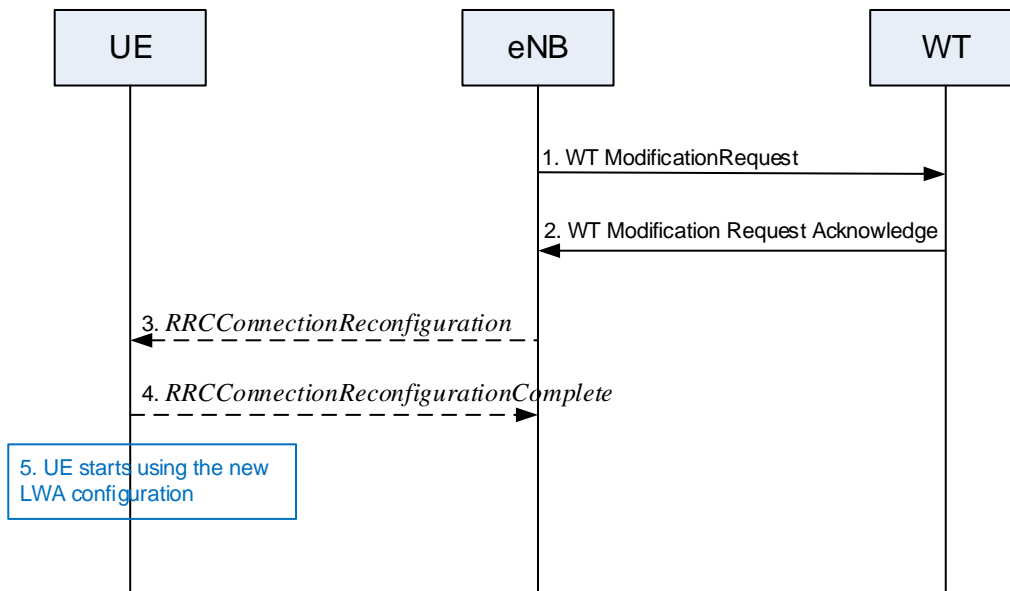 UE
eNB
WT
1. WT ModificationRequest
2. WT Modification Request Acknowledge
3. RRCConnectionReconfiguration
4. RRCConnectionReconfigurationComplete
5. UE starts using the new
LWA configuration